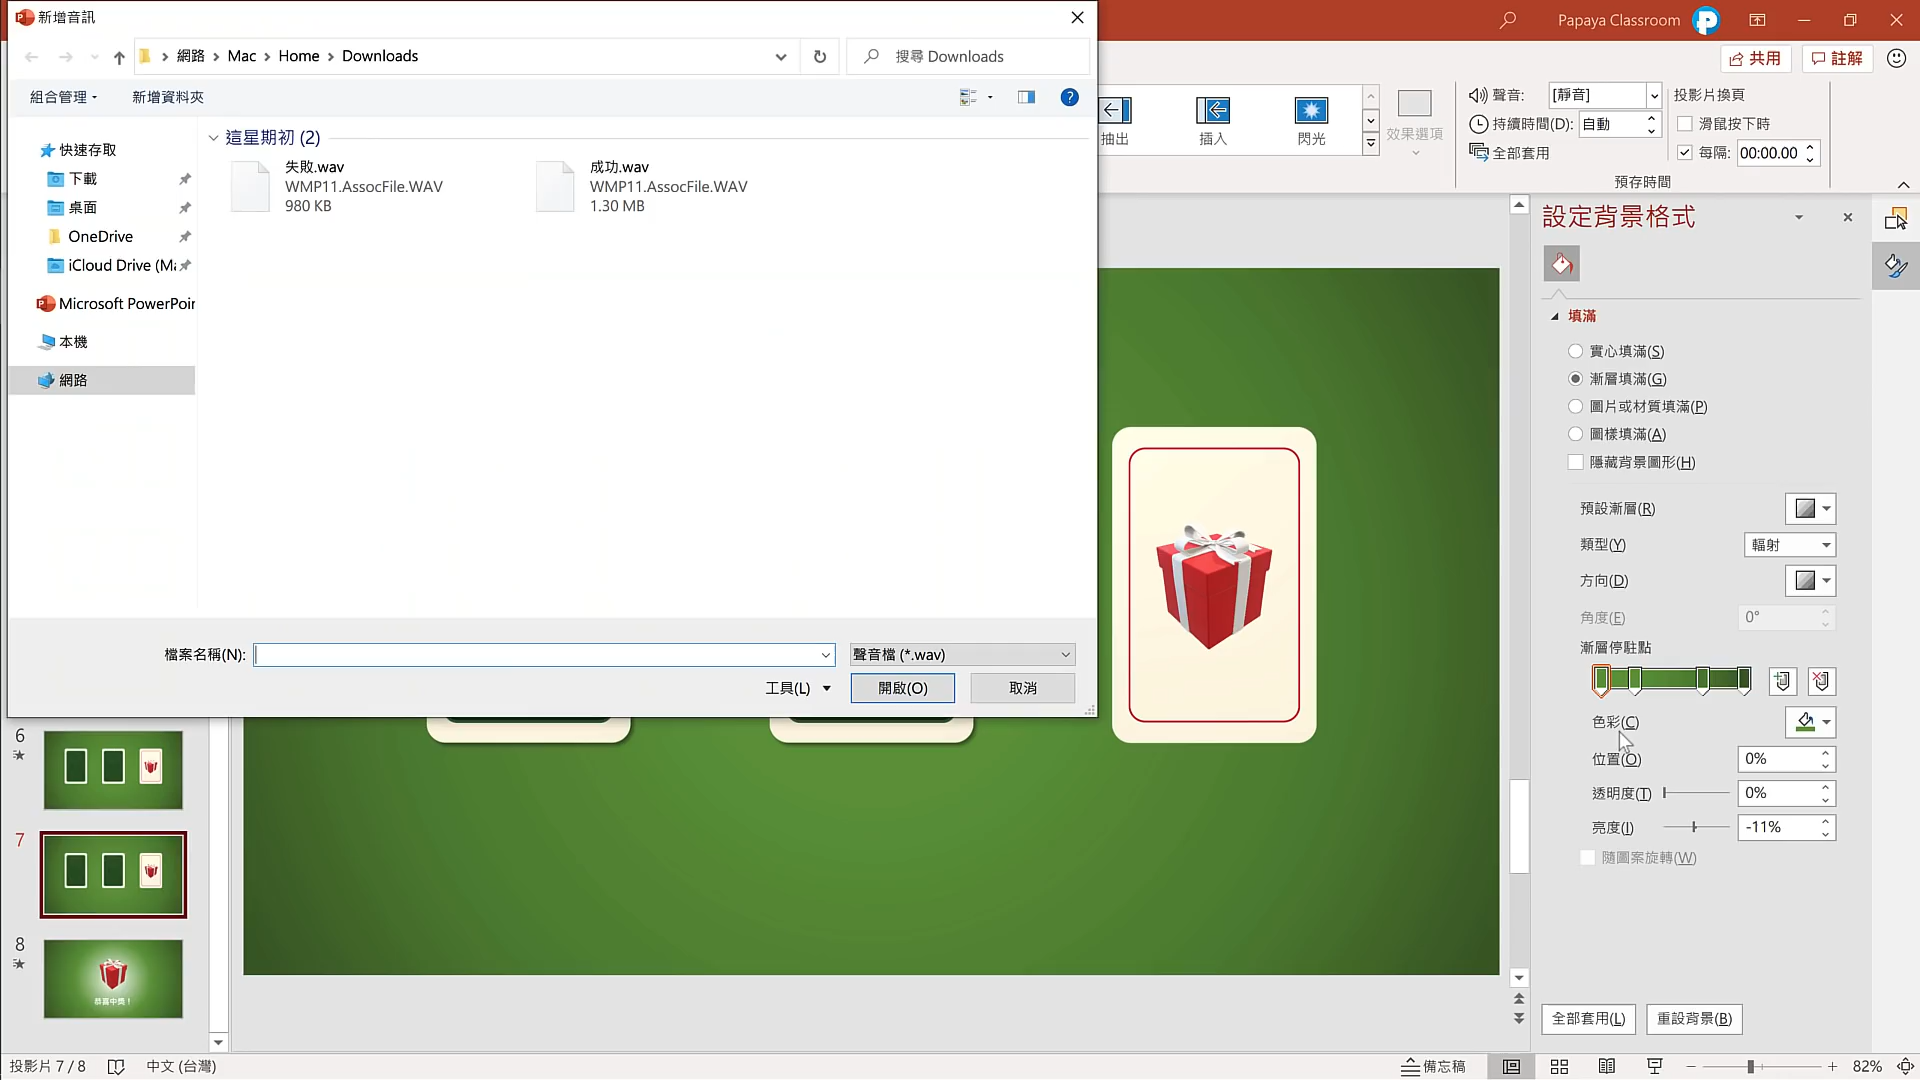 新增音訊
Papaya Classroom
網路 Mac Home Downloads
搜尋 Downloads
共用
註解
組合管理
新增資料夾
抽出
插入
閃光
效果選項
聲音:
[靜音]
持續時間(D):
自動
全部套用
投影片換頁
滑鼠按下時
每隔:
00:00.00
預存時間
快速存取
下載
桌面
OneDrive
iCloud Drive (Ma
Microsoft PowerPoin
本機
網路
這星期初 (2)
失敗.wav
WMP11.AssocFile.WAV
980 KB
成功.wav
WMP11.AssocFile.WAV
1.30 MB
檔案名稱(N):
聲音檔 (*.wav)
工具(L)
開啟(O)
取消
設定背景格式
填滿
實心填滿(S)
漸層填滿(G)
圖片或材質填滿(P)
圖樣填滿(A)
隱藏背景圖形(H)
預設漸層(R)
類型(Y)
輻射
方向(D)
角度(E)
0°
漸層停駐點
色彩(C)
位置(O)
0%
透明度(T)
0%
亮度(I)
-11%
隨圖案旋轉(W)
全部套用(L)
重設背景(B)
6
7
8
恭喜中獎！
投影片 7 / 8
中文 (台灣)
備忘稿
82%